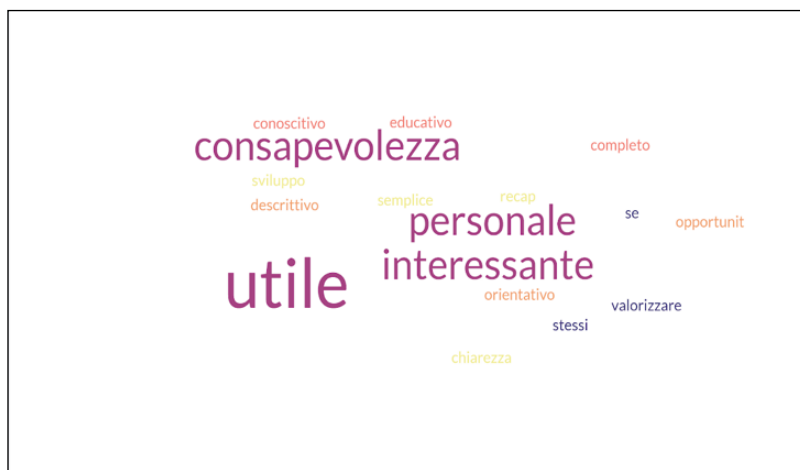 conoscitivo educativo
consapevolezza
completo
sviluppo
semplice recap
descrittivo
personale
se
opportunit
interessante
utile
orientativo
valorizzare
stessi
chiarezza